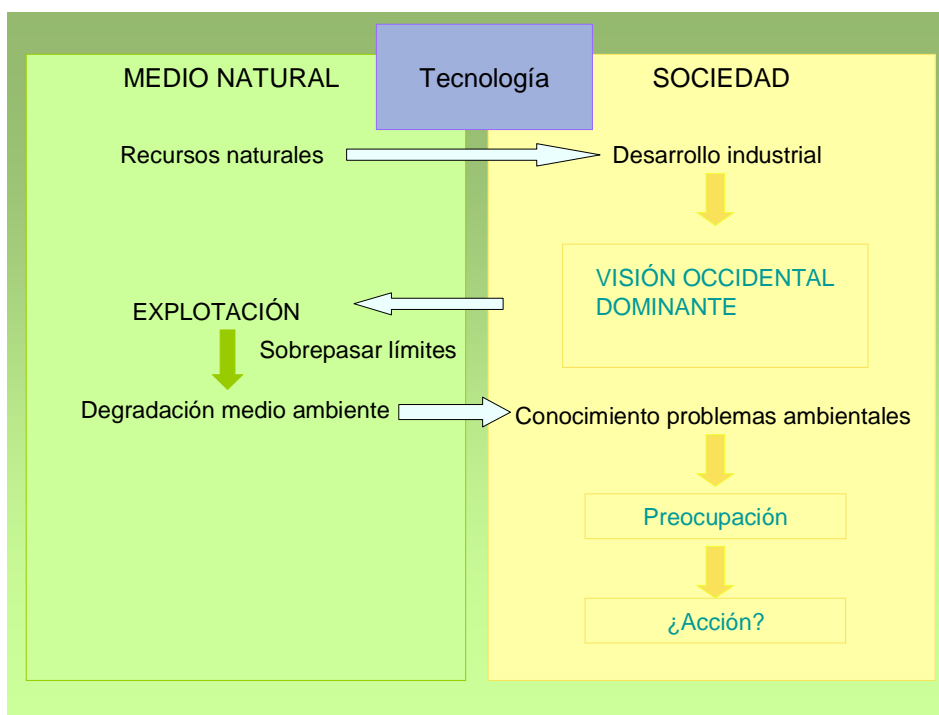 MEDIO NATURAL
Tecnología
SOCIEDAD
Recursos naturales
Desarrollo industrial
VISIÓN OCCIDENTAL
DOMINANTE
EXPLOTACIÓN
Sobrepasar límites
Degradación medio ambiente
Conocimiento problemas ambientales
Preocupación
¿Acción?